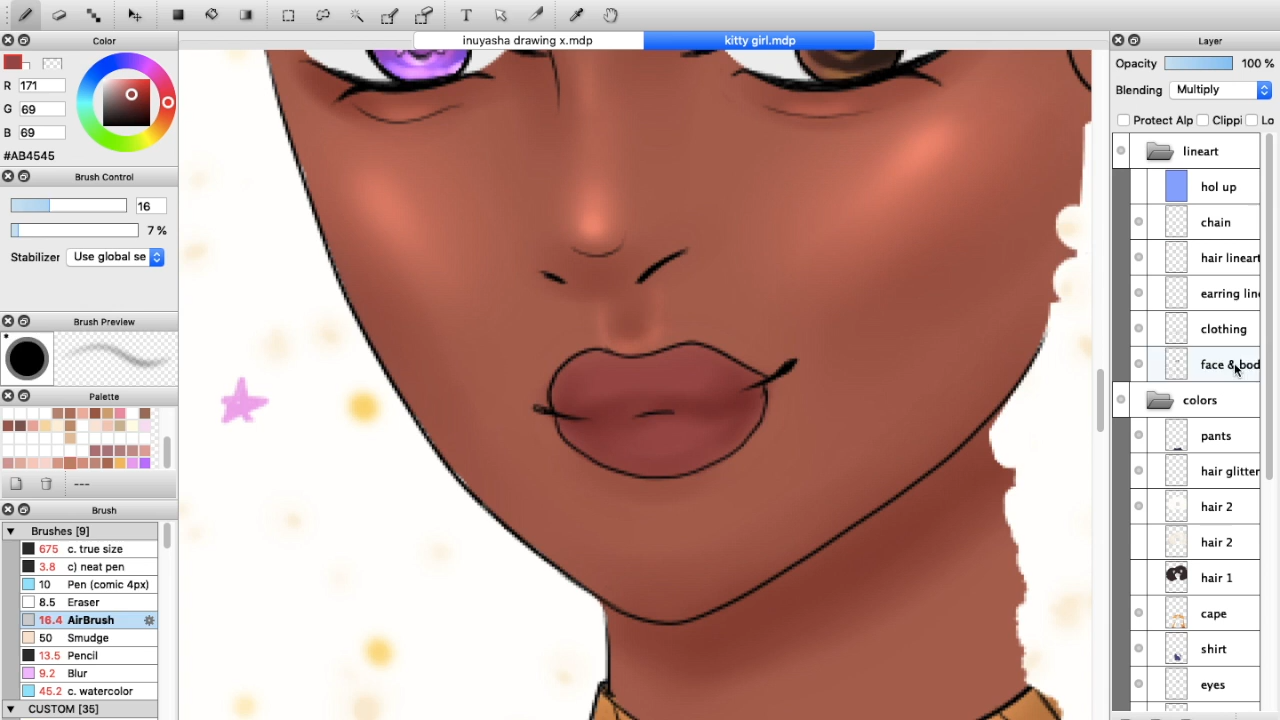 T
inuyasha drawing x.mdp
kitty girl.mdp
Color
R 171
G 69
B 69
#AB4545
Brush Control
16
7 %
Stabilizer Use global se
Brush Preview
*
Palette
---
Brush
Brushes [9]
675 c. true size
3.8 c) neat pen
10 Pen (comic 4px)
8.5 Eraser
16.4 AirBrush
50 Smudge
13.5 Pencil
9.2 Blur
45.2 c. watercolor
CUSTOM [35]
Layer
Opacity 100 %
Blending Multiply
Protect Alp Clippi Lo
lineart
hol up
chain
hair lineart
earring line
clothing
face & bod
colors
pants
hair glitter
hair 2
hair 2
hair 1
cape
shirt
eyes